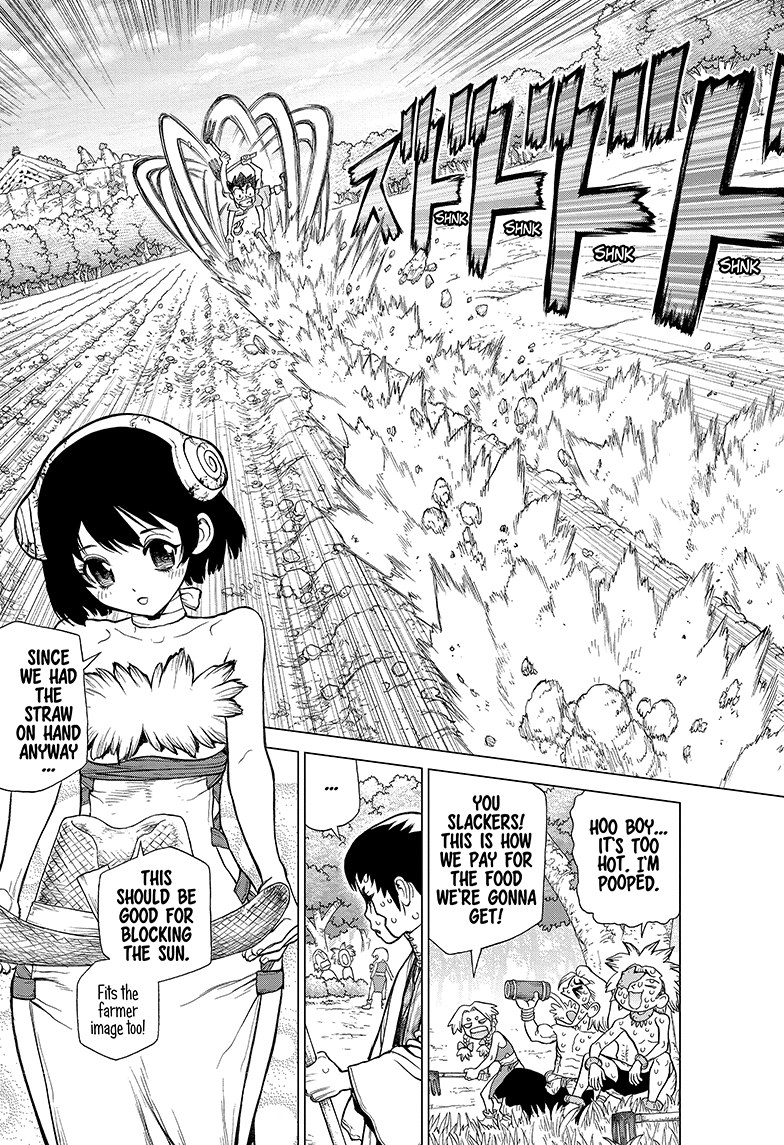 ズドドドド
SHNK
SHNK
SHNK
SHNK
HOO BOY...
IT'S TOO
HOT. I'M
POOPED.
YOU
SLACKERS!
THIS IS HOW
WE PAY FOR
THE FOOD
WE'RE GONNA
GET!
...
SINCE
WE HAD
THE
STRAW
ON HAND
ANYWAY
...
THIS
SHOULD BE
GOOD FOR
BLOCKING
THE SUN.
Fits the
farmer
image too!